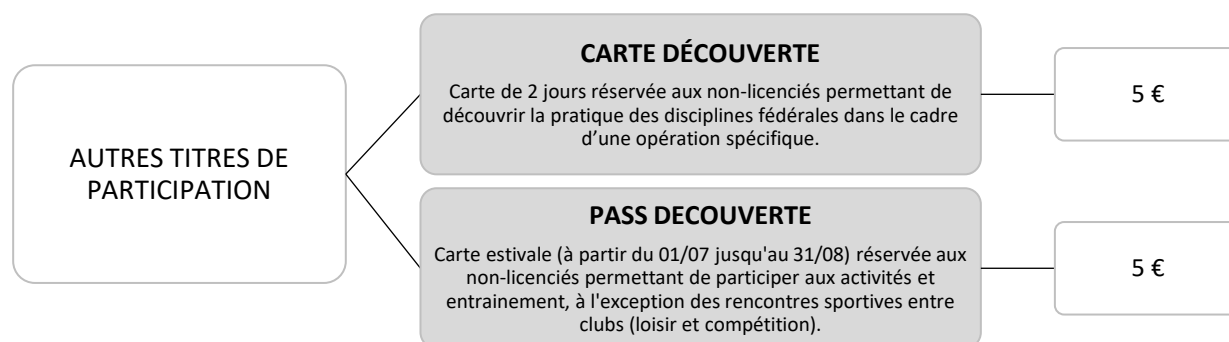 AUTRES TITRES DE
PARTICIPATION
CARTE DÉCOUVERTE
Carte de 2 jours réservée aux non-licenciés permettant de
découvrir la pratique des disciplines fédérales dans le cadre
d’une opération spécifique.
5 €
PASS DECOUVERTE
Carte estivale (à partir du 01/07 jusqu'au 31/08) réservée aux
non-licenciés permettant de participer aux activités et
entrainement, à l'exception des rencontres sportives entre
clubs (loisir et compétition).
5 €